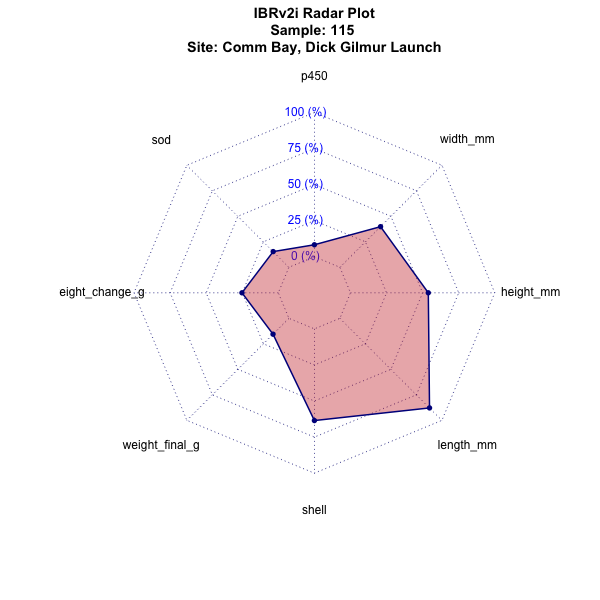 IBRv2i Radar Plot
Sample: 115
Site: Comm Bay, Dick Gilmur Launch
p450
100 (%)
sod
width_mm
75 (%)
50 (%)
25 (%)
0 (%)
eight_change_g
height_mm
weight_final_g
length_mm
shell